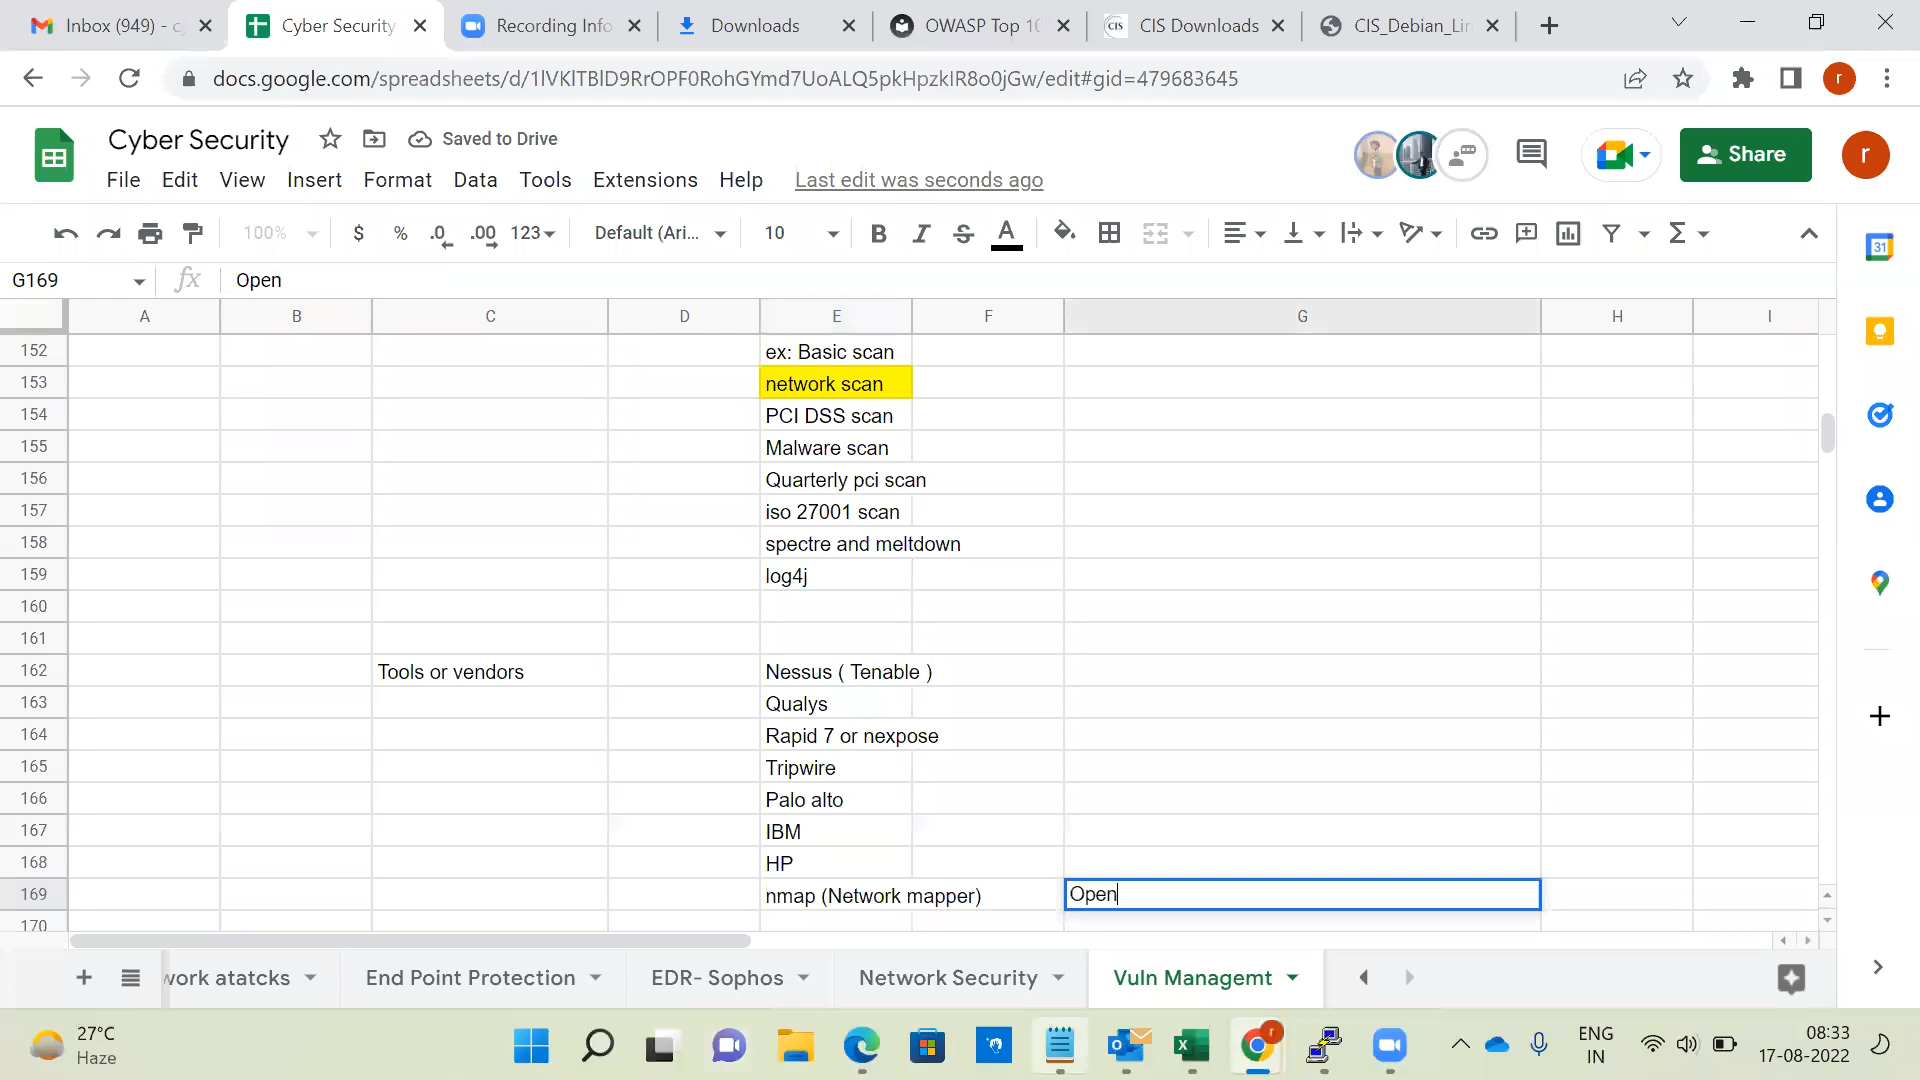 Inbox (949) - c
Cyber Security
Recording Info
Downloads
OWASP Top 10
CIS Downloads
CIS_Debian_Lin
docs.google.com/spreadsheets/d/1lVKlTBlD9RrOPF0RohGYmd7UoALQ5pkHpzkIR8o0jGw/edit#gid=479683645
r
Cyber Security
Saved to Drive
Share
r
File Edit View Insert Format Data Tools Extensions Help Last edit was seconds ago
100% $ % .0 .00 123 Default (Ari... 10 B I S A
31
G169 fx Open
A B C D E F G H I
152 ex: Basic scan
153 network scan
154 PCI DSS scan
155 Malware scan
156 Quarterly pci scan
157 iso 27001 scan
158 spectre and meltdown
159 log4j
160
161
162 Tools or vendors Nessus ( Tenable )
163 Qualys
164 Rapid 7 or nexpose
165 Tripwire
166 Palo alto
167 IBM
168 HP
169 nmap (Network mapper) Open
170
work atatcks End Point Protection EDR- Sophos Network Security Vuln Managemt
27°C
Haze
ENG
IN
08:33
17-08-2022